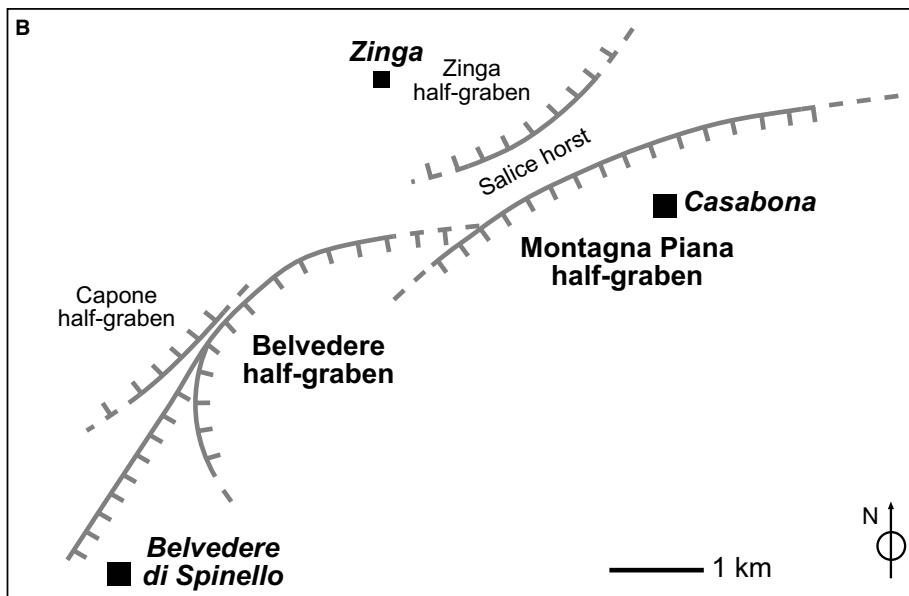 B
Zinga
Zinga
half-graben
Salice horst
Casabona
Montagna Piana
half-graben
Capone
half-graben
Belvedere
half-graben
Belvedere
di Spinello
1 km
N